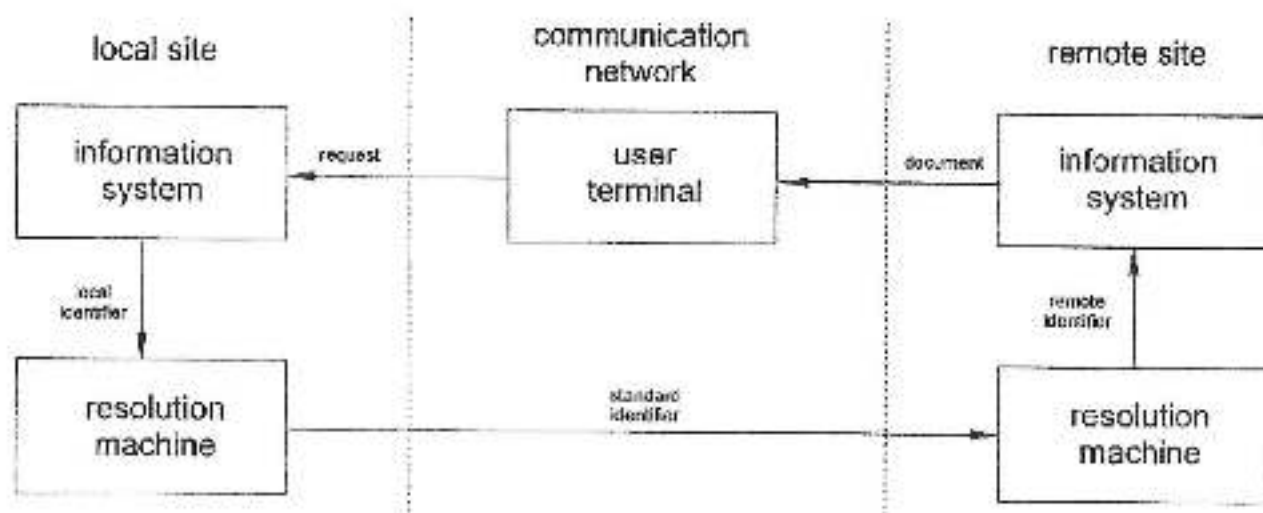 local site
communication
network
remote site
information
system
request
user
terminal
document
information
system
local
identifier
remote
identifier
resolution
machine
standard
identifier
resolution
machine